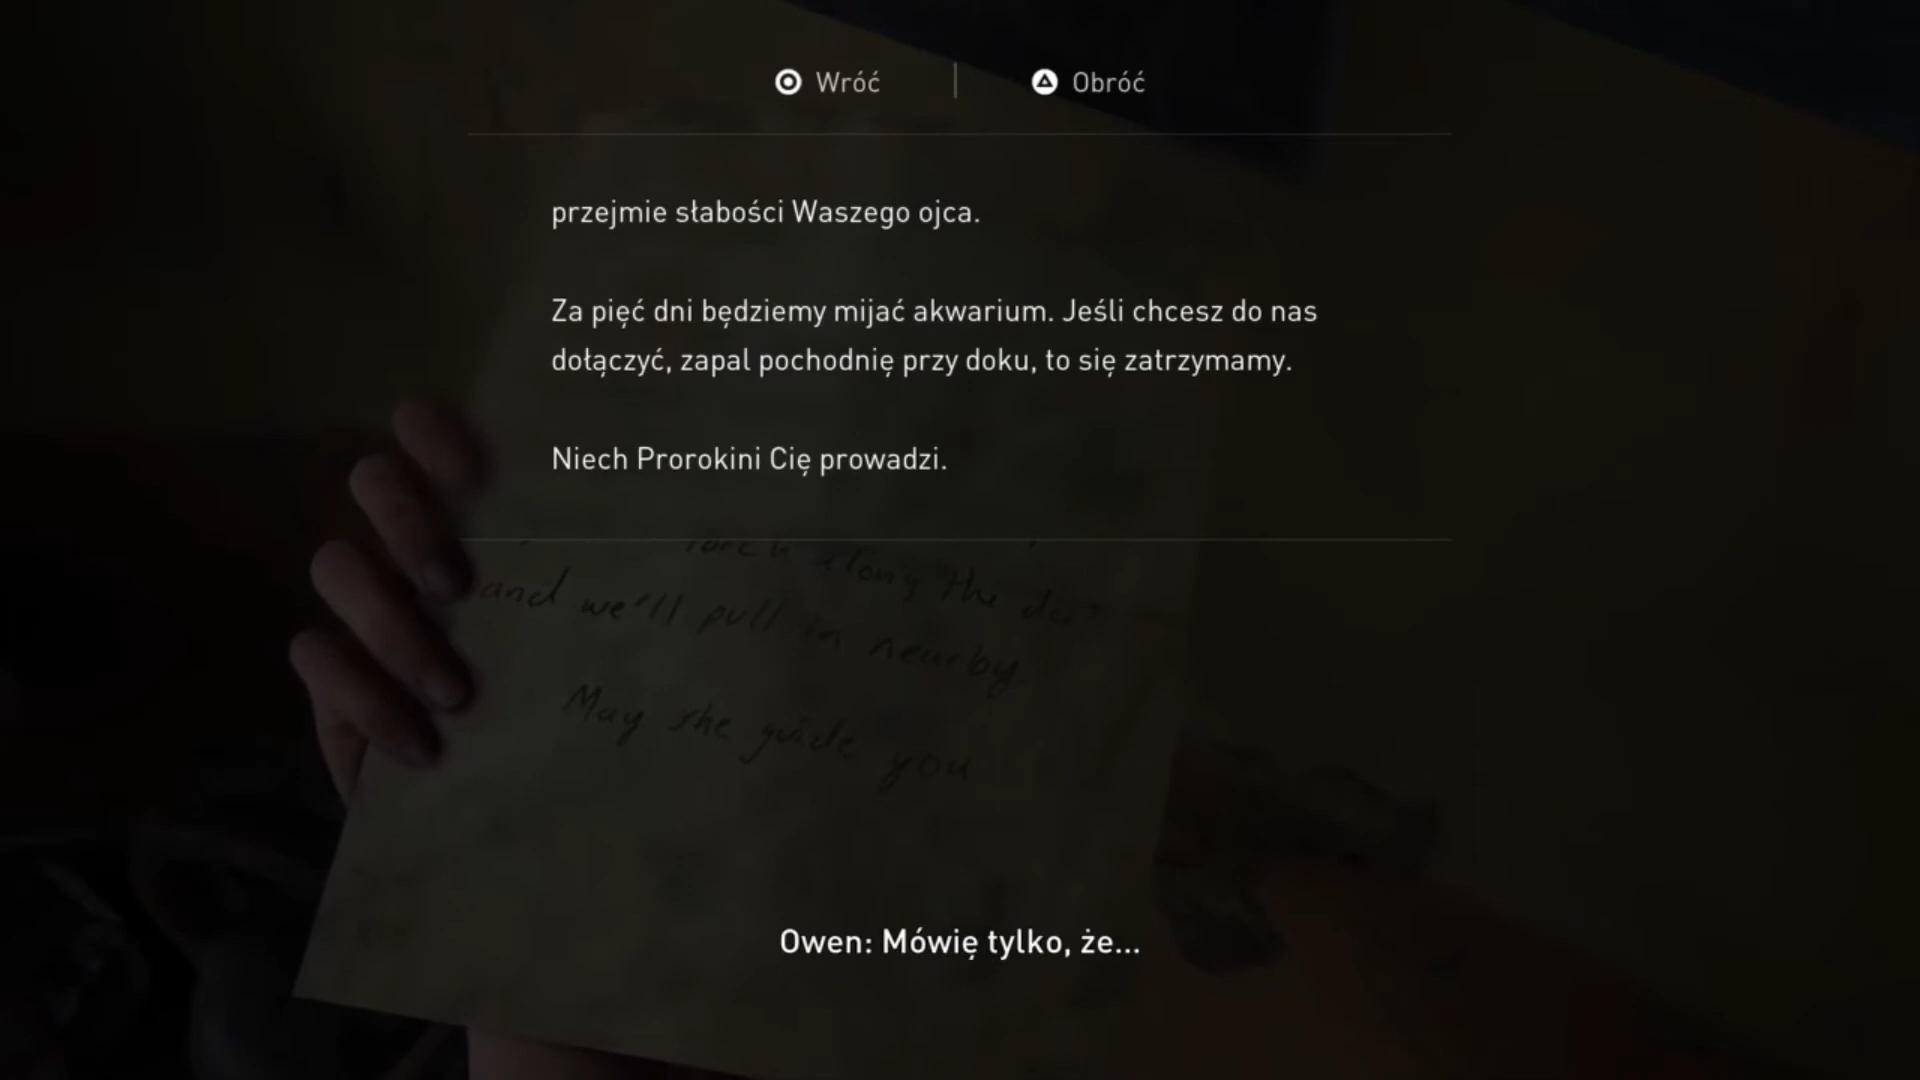 Wróć | Obróć
przejmie słabości Waszego ojca.
Za pięć dni będziemy mijać akwarium. Jeśli chcesz do nas
dołączyć, zapal pochodnię przy doku, to się zatrzymamy.
Niech Prorokini Cię prowadzi.
along the
and we'll pull in nearby
May she guide you
Owen: Mówię tylko, że...